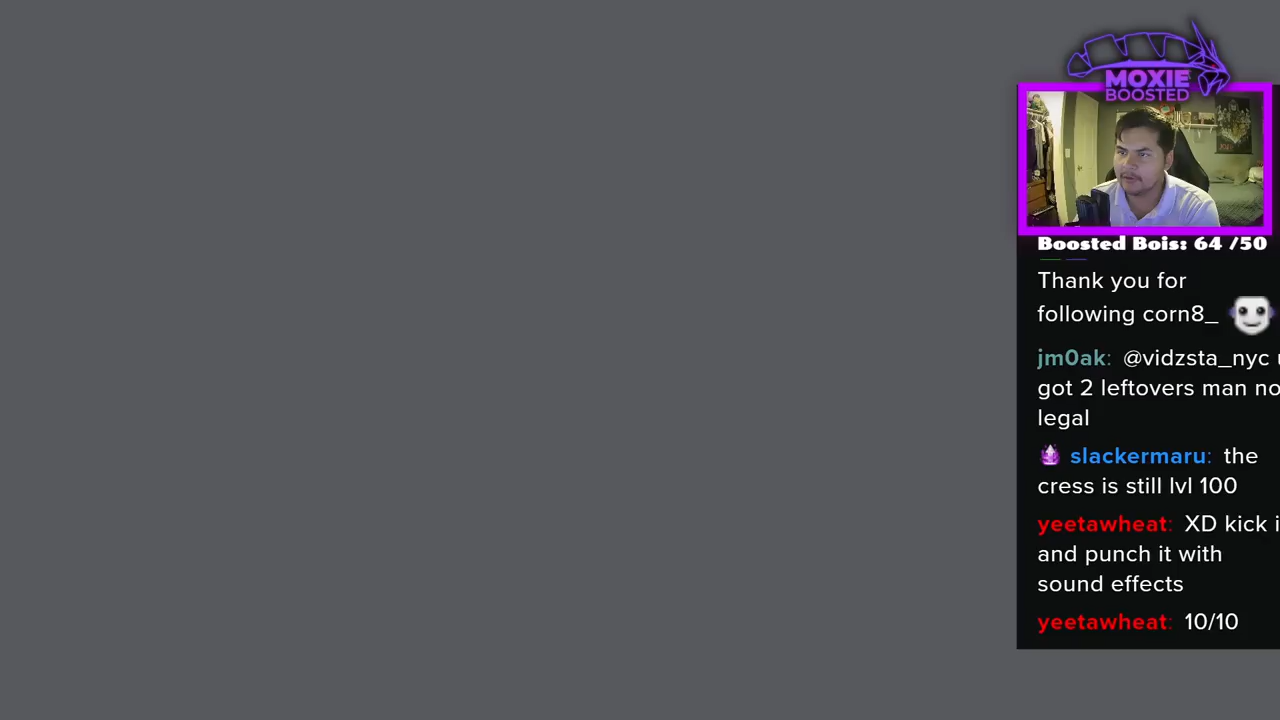 MOXIE
BOOSTED
Boosted Bois: 64 /50
Thank you for
following corn8_
jm0ak: @vidzsta_nyc u
got 2 leftovers man no
legal
slackermaru: the
cress is still lvl 100
yeetawheat: XD kick i
and punch it with
sound effects
yeetawheat: 10/10